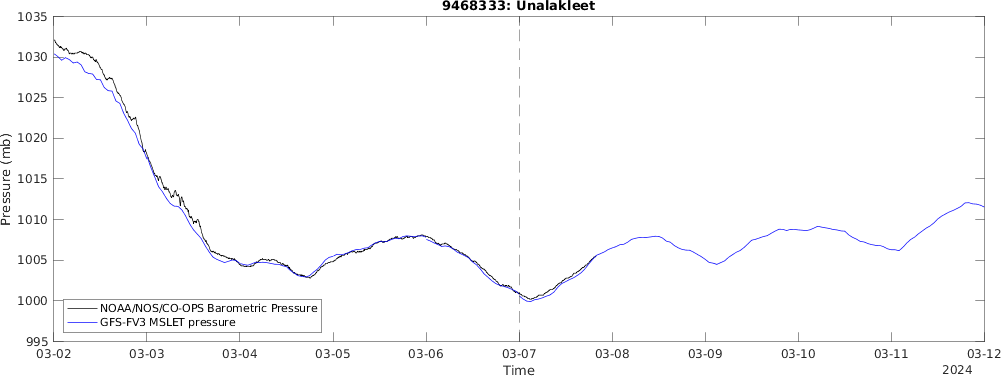 9468333: Unalakleet
1035
1030
1025
1020
1015
1010
1005
1000
995
Pressure (mb)
NOAA/NOS/CO-OPS Barometric Pressure
GFS-FV3 MSLET pressure
03-02 03-03 03-04 03-05 03-06 03-07 03-08 03-09 03-10 03-11 03-12
Time
2024